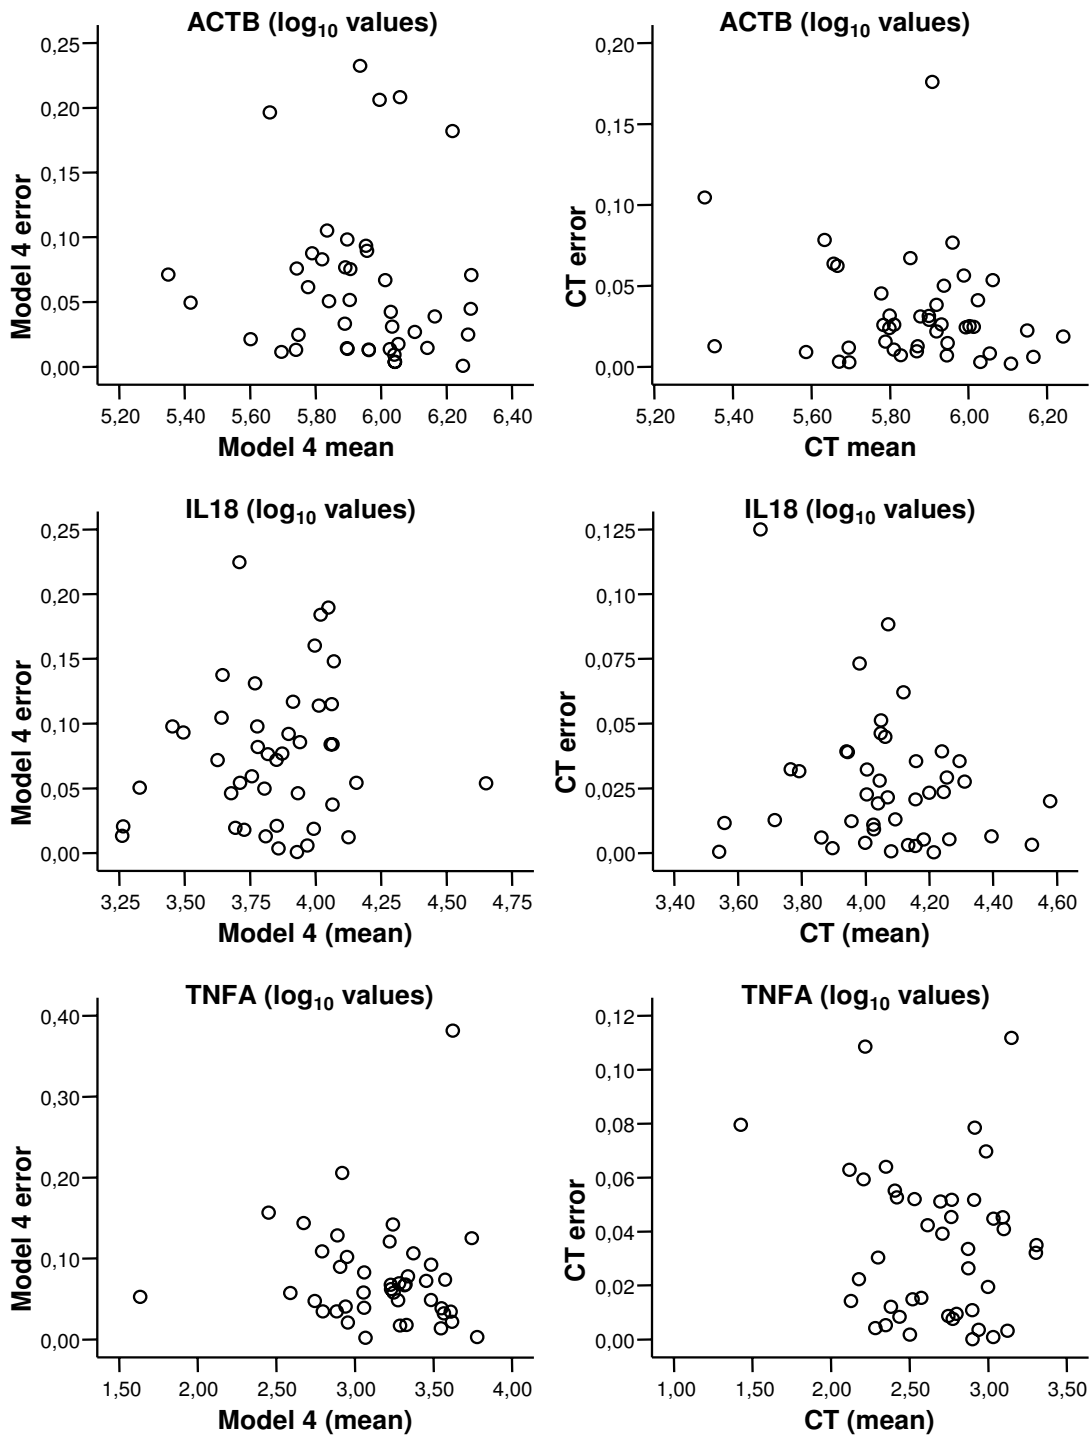 ACTB (log10 values)
0,25
0,20
0,15
0,10
0,05
0,00
Model 4 error
5,20 5,40 5,60 5,80 6,00 6,20 6,40
Model 4 mean
ACTB (log10 values)
0,20
0,15
0,10
0,05
0,00
CT error
5,20 5,40 5,60 5,80 6,00 6,20
CT mean
IL18 (log10 values)
0,25
0,20
0,15
0,10
0,05
0,00
Model 4 error
3,25 3,50 3,75 4,00 4,25 4,50 4,75
Model 4 (mean)
IL18 (log10 values)
0,125
0,10
0,075
0,05
0,025
0,00
CT error
3,40 3,60 3,80 4,00 4,20 4,40 4,60
CT (mean)
TNFA (log10 values)
0,40
0,30
0,20
0,10
0,00
Model 4 error
1,50 2,00 2,50 3,00 3,50 4,00
Model 4 (mean)
TNFA (log10 values)
0,12
0,10
0,08
0,06
0,04
0,02
0,00
CT error
1,00 1,50 2,00 2,50 3,00 3,50
CT (mean)